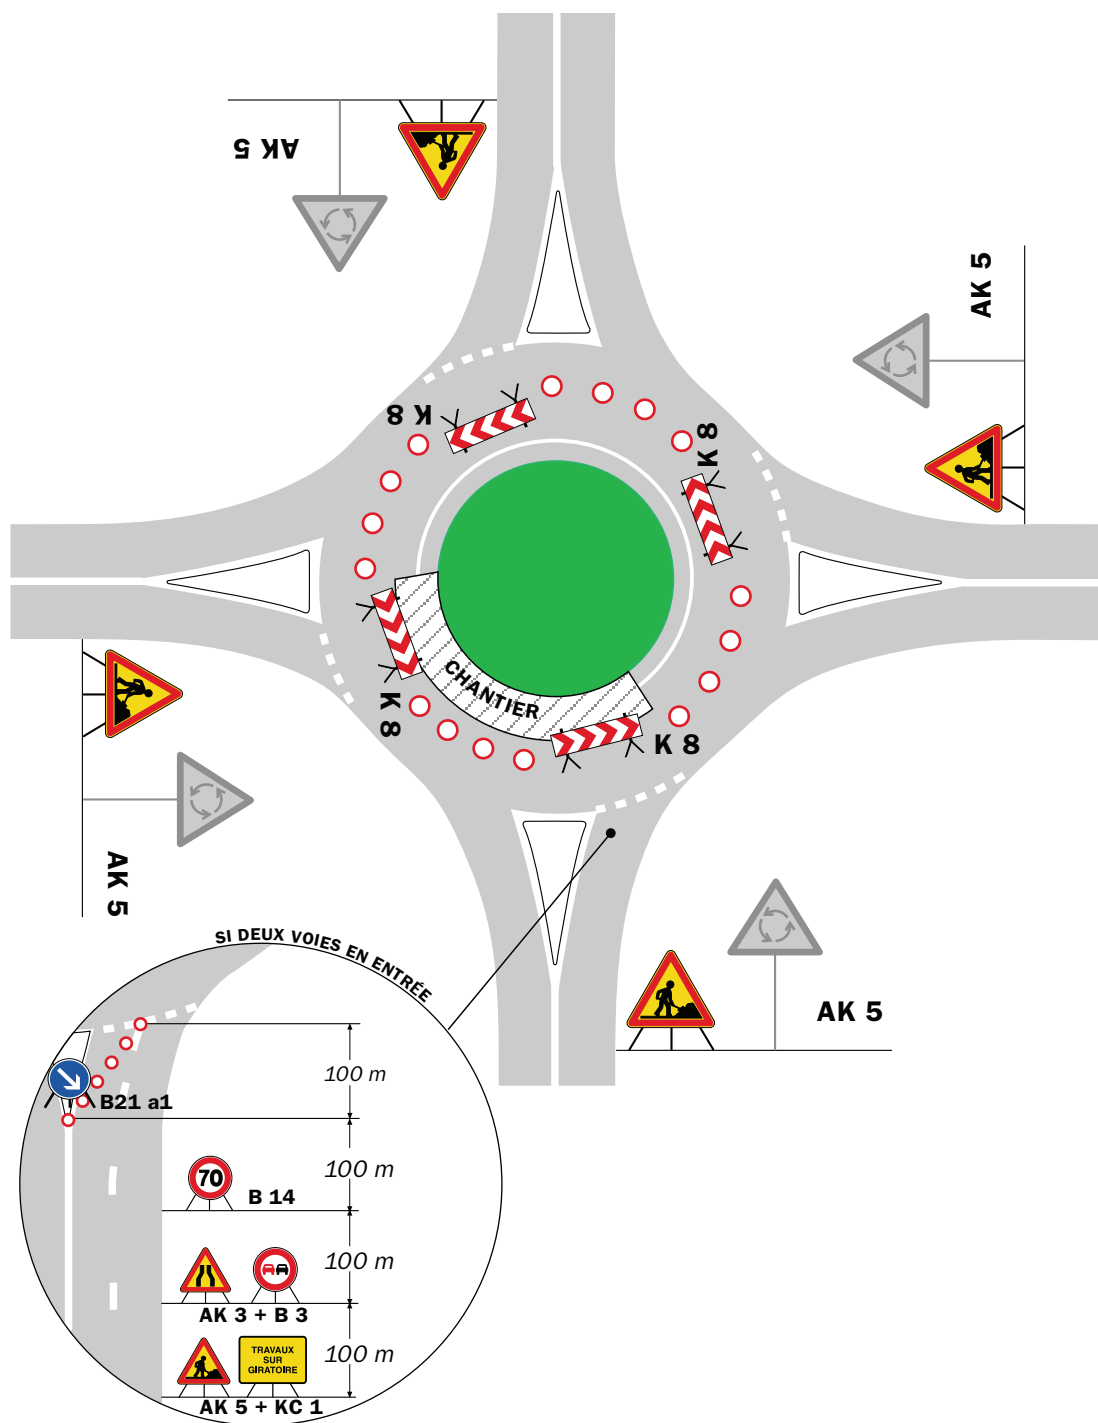 AK 5
AK 5
K 8
K 8
CHANTIER
K 8
K 8
AK 5
AK 5
SI DEUX VOIES EN ENTRÉE
100 m
B21 a1
70
B 14
100 m
100 m
AK 3 + B 3
TRAVAUX
SUR
GIRATOIRE
100 m
AK 5 + KC 1